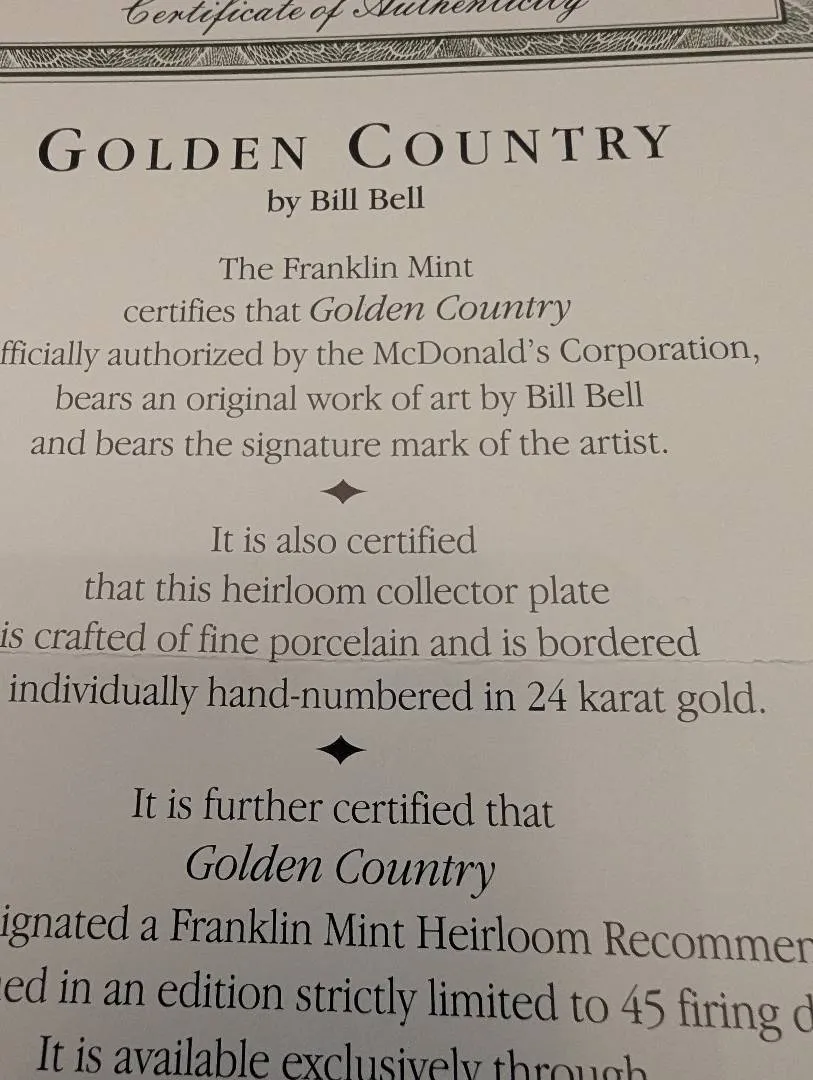 Certificate of Authenticity
GOLDEN COUNTRY
by Bill Bell
The Franklin Mint
certifies that Golden Country
fficially authorized by the McDonald's Corporation,
bears an original work of art by Bill Bell
and bears the signature mark of the artist.
It is also certified
that this heirloom collector plate
is crafted of fine porcelain and is bordered
individually hand-numbered in 24 karat gold.
It is further certified that
Golden Country
ignated a Franklin Mint Heirloom Recommen
ed in an edition strictly limited to 45 firing d
It is available exclusively through